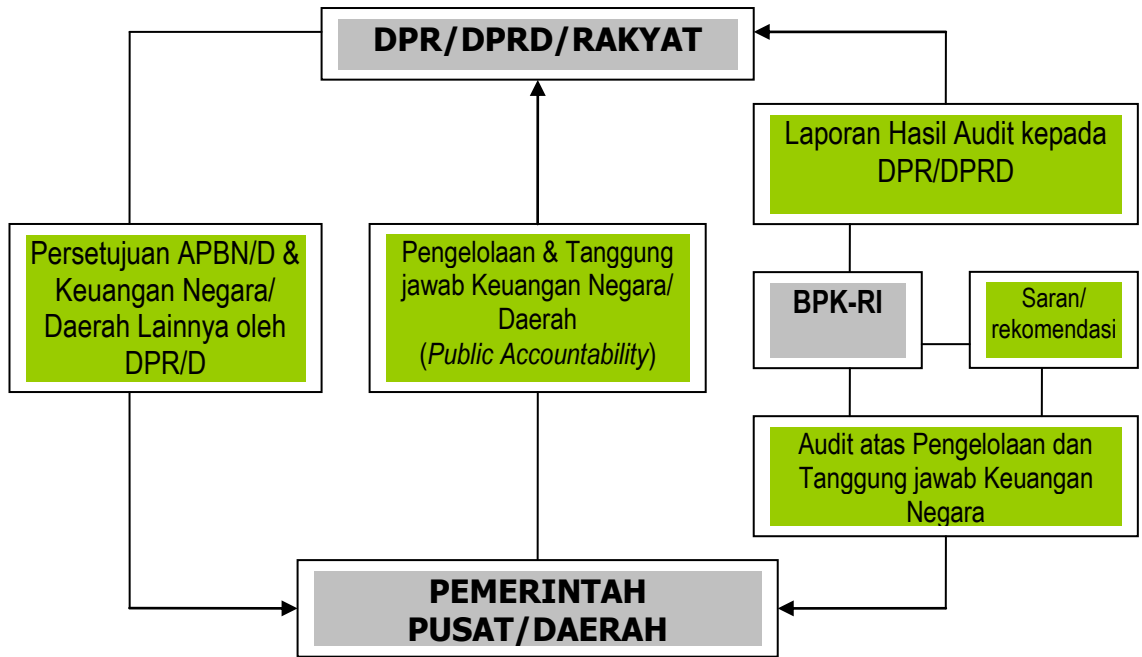 DPR/DPRD/RAKYAT
Laporan Hasil Audit kepada
DPR/DPRD
Persetujuan APBN/D &
Keuangan Negara/
Daerah Lainnya oleh
DPR/D
Pengelolaan & Tanggung
jawab Keuangan Negara/
Daerah
(Public Accountability)
BPK-RI
Saran/
rekomendasi
Audit atas Pengelolaan dan
Tanggung jawab Keuangan
Negara
PEMERINTAH
PUSAT/DAERAH